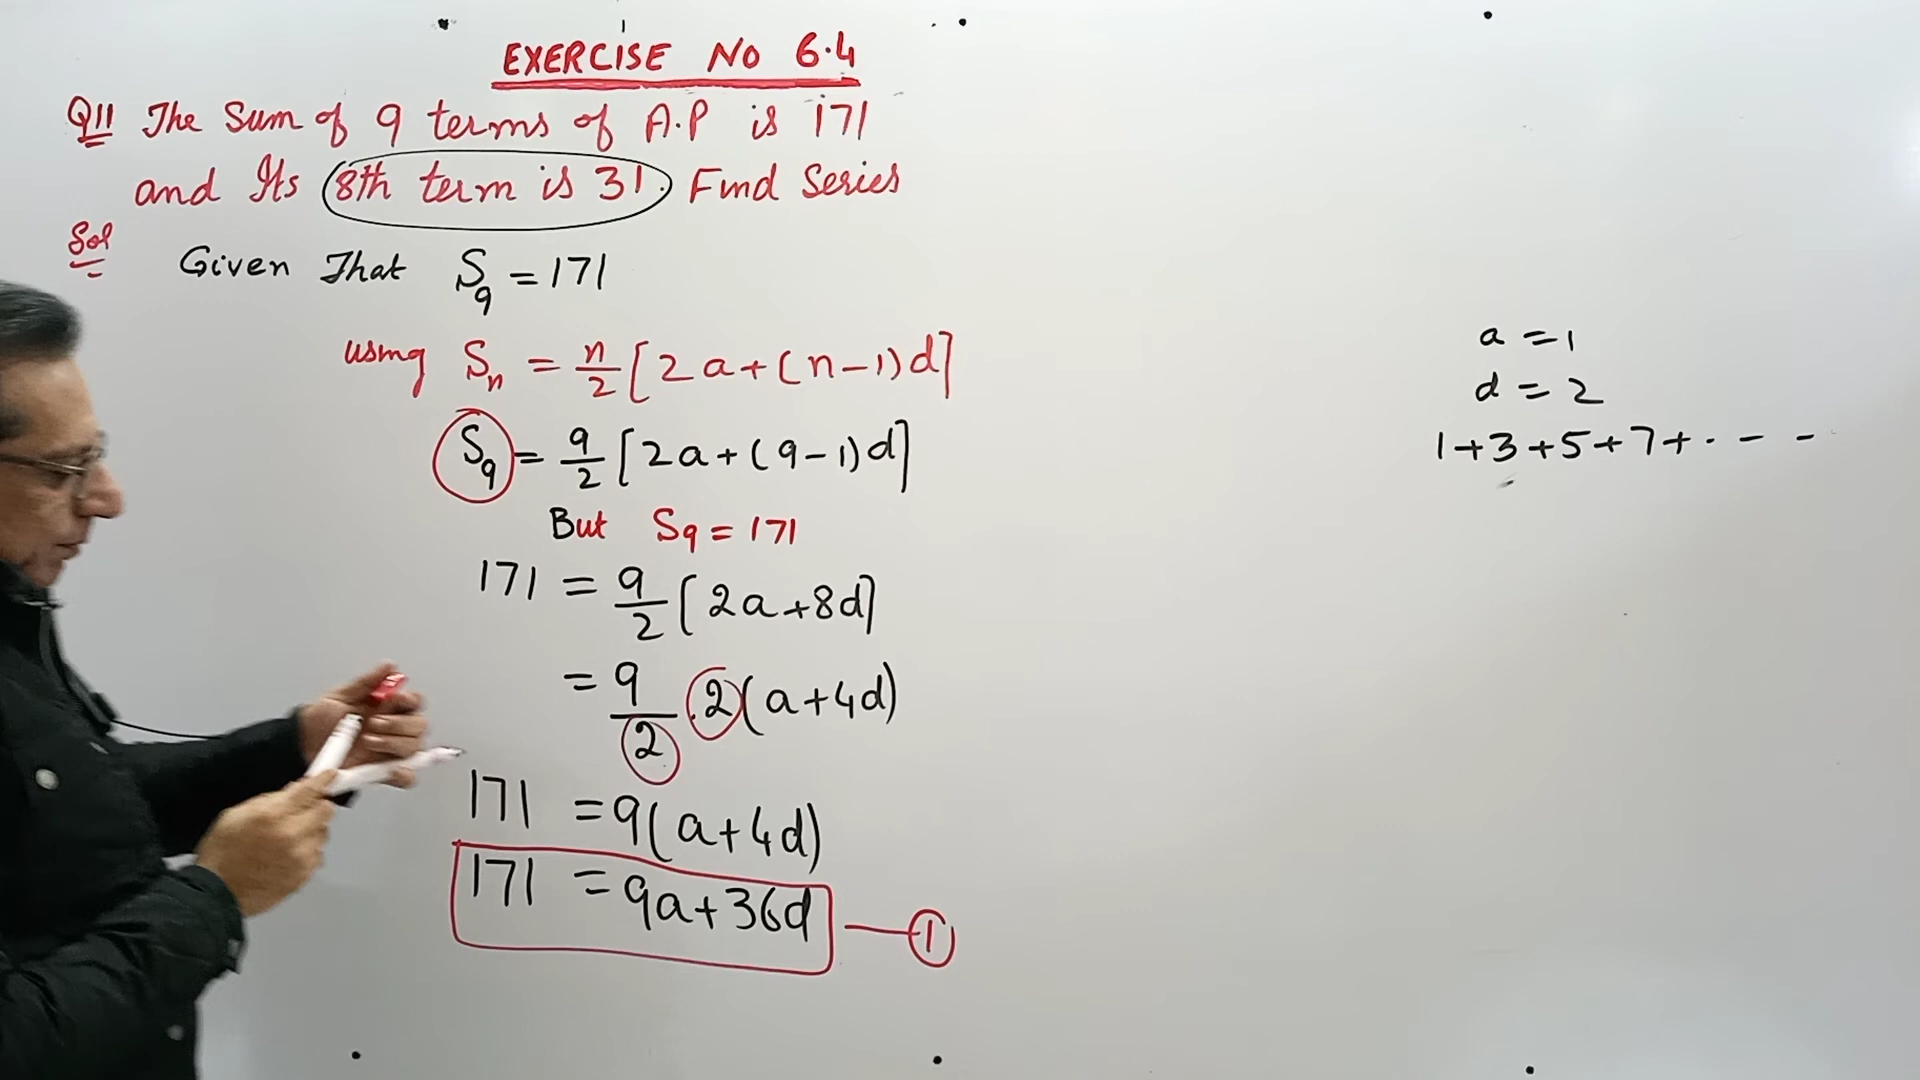 EXERCISE NO 6.4
Q11 The Sum of 9 terms of A.P is 171
and Its 8th term is 31. Find Series
Sol Given That S₉ = 171
using Sₙ = n/2 [2a+(n-1)d]
S₉ = 9/2 [2a+(9-1)d]
But S₉ = 171
171 = 9/2 [2a+8d]
= 9/2 . 2(a+4d)
171 = 9(a+4d)
171 = 9a+36d — ①
a = 1
d = 2
1+3+5+7+. - -